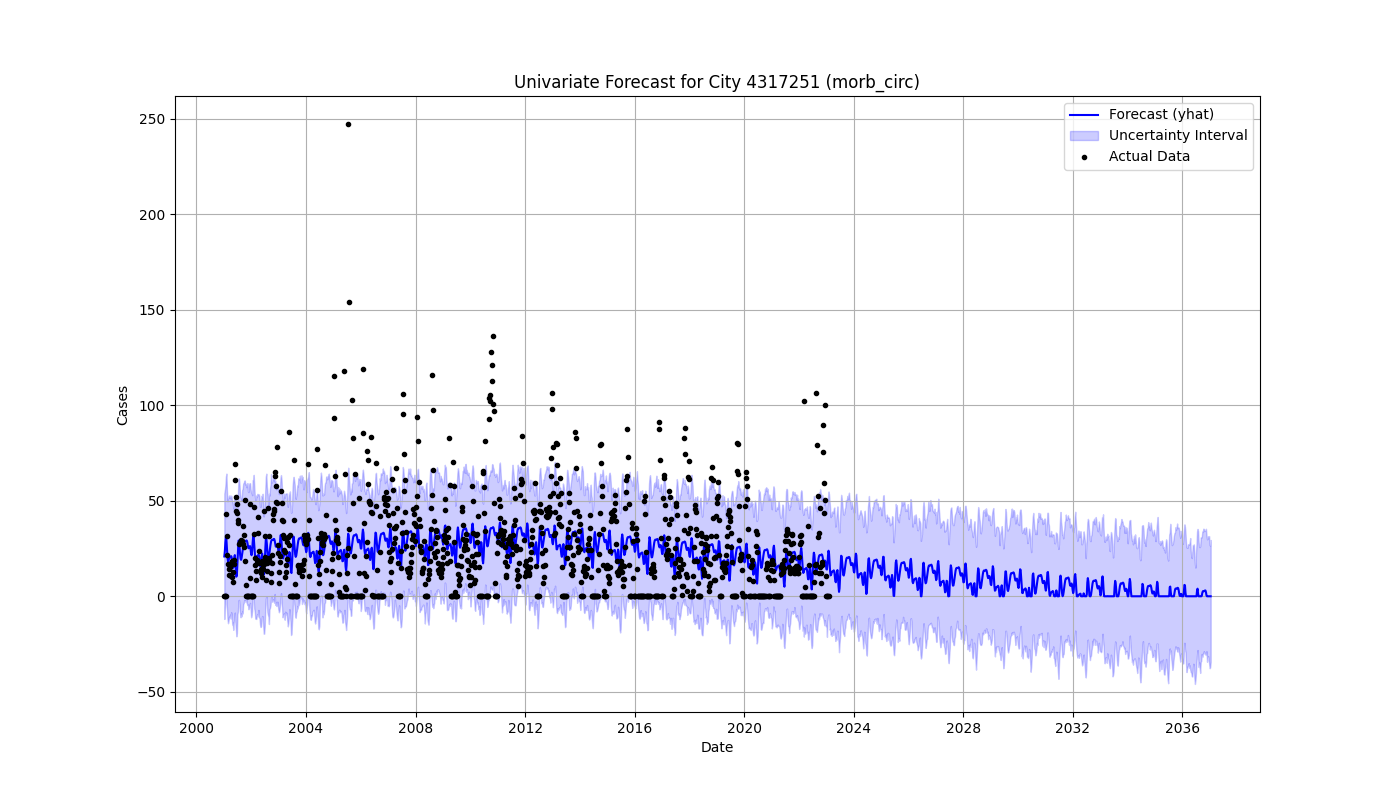 Univariate Forecast for City 4317251 (morb_circ)
Forecast (yhat)
Uncertainty Interval
Actual Data
Cases
250
200
150
100
50
0
−50
2000
2004
2008
2012
2016
2020
2024
2028
2032
2036
Date